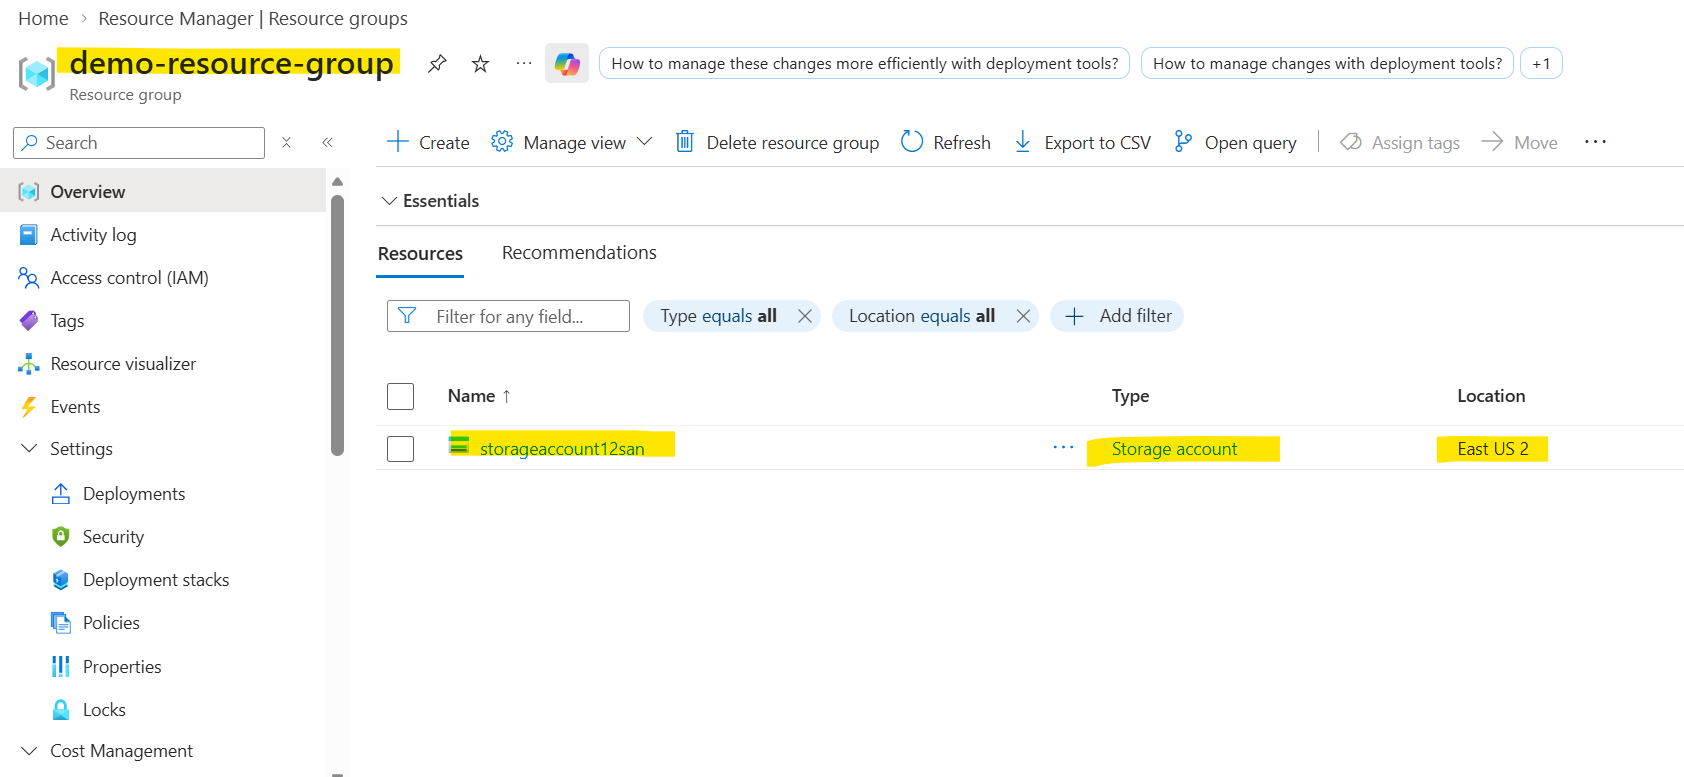 Home > Resource Manager | Resource groups
demo-resource-group
How to manage these changes more efficiently with deployment tools?
How to manage changes with deployment tools?
+1
Resource group
Search
Create
Manage view
Delete resource group
Refresh
Export to CSV
Open query
Assign tags
Move
Overview
Activity log
Access control (IAM)
Tags
Resource visualizer
Events
Settings
Deployments
Security
Deployment stacks
Policies
Properties
Locks
Cost Management
Essentials
Resources
Recommendations
Filter for any field...
Type equals all
Location equals all
Add filter
Name ↑
Type
Location
storageaccount12san
Storage account
East US 2